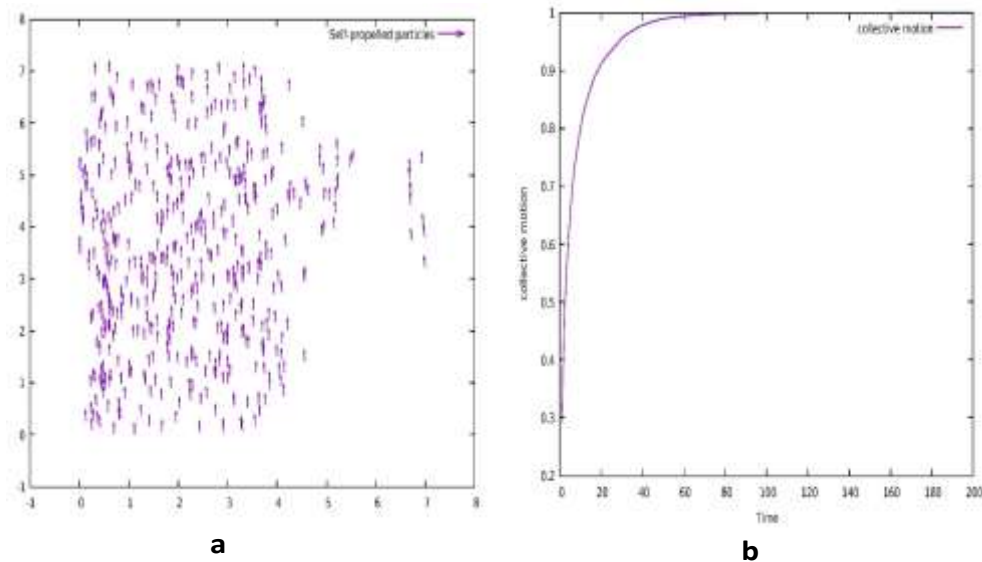 8
7
6
5
4
3
2
1
0
-1
-1 0 1 2 3 4 5 6 7 8
Self-propelled particles
a
1
0.9
0.8
0.7
0.6
0.5
0.4
0.3
0.2
collective motion
collective motion
0 20 40 60 80 100 120 140 160 180 200
Time
b